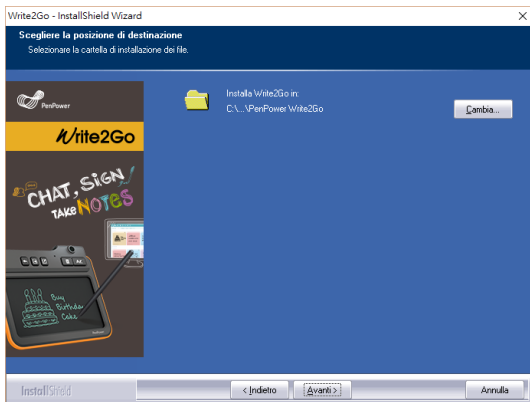 Write2Go - InstallShield Wizard
Scegliere la posizione di destinazione
Selezionare la cartella di installazione dei file.
PenPower
Write2Go
CHAT, SIGN
TAKE NOTES
Buy
Birthday
Cake
Installa Write2Go in:
C:\...\PenPower Write2Go
Cambia...
InstallShield
< Indietro
Avanti >
Annulla